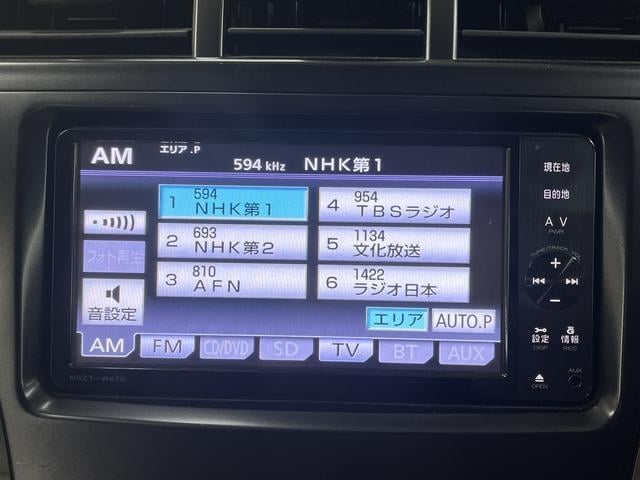 AM エリア.P
594 kHz NHK第1
1 594 NHK第1
4 954 TBSラジオ
2 693 NHK第2
5 1134 文化放送
フォト再生
3 810 AFN
6 1422 ラジオ日本
音設定
エリア AUTO.P
AM FM CD/DVD SD TV BT AUX
NSZT-W61G
現在地
目的地
AV
PWR
TUNE/TRACK
+
−
設定 情報
DISP REC
OPEN AUX